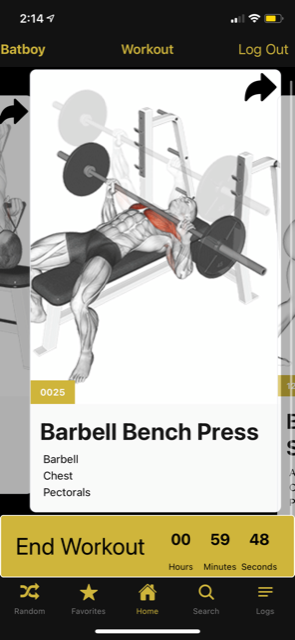 2:14
Batboy Workout Log Out
0025
Barbell Bench Press
Barbell
Chest
Pectorals
End Workout 00 59 48
Hours Minutes Seconds
Random Favorites Home Search Logs